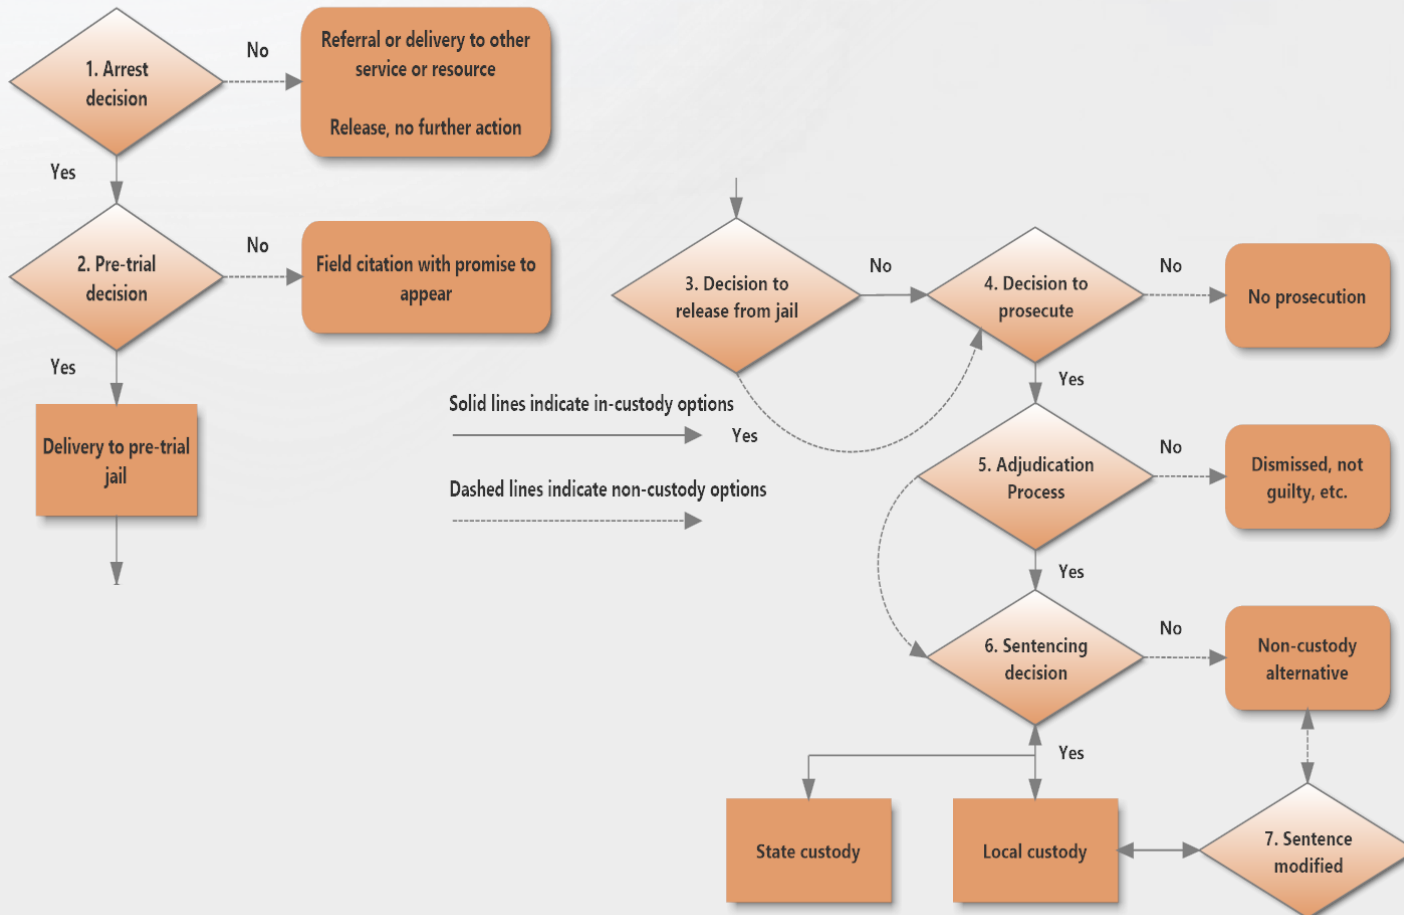 1. Arrest
decision
No
Referral or delivery to other
service or resource
Release, no further action
Yes
2. Pre-trial
decision
No
Field citation with promise to
appear
Yes
Delivery to pre-trial
jail
3. Decision to
release from jail
No
4. Decision to
prosecute
No
No prosecution
Yes
Solid lines indicate in-custody options
Yes
Dashed lines indicate non-custody options
5. Adjudication
Process
No
Dismissed, not
guilty, etc.
Yes
6. Sentencing
decision
No
Non-custody
alternative
Yes
State custody
Local custody
7. Sentence
modified